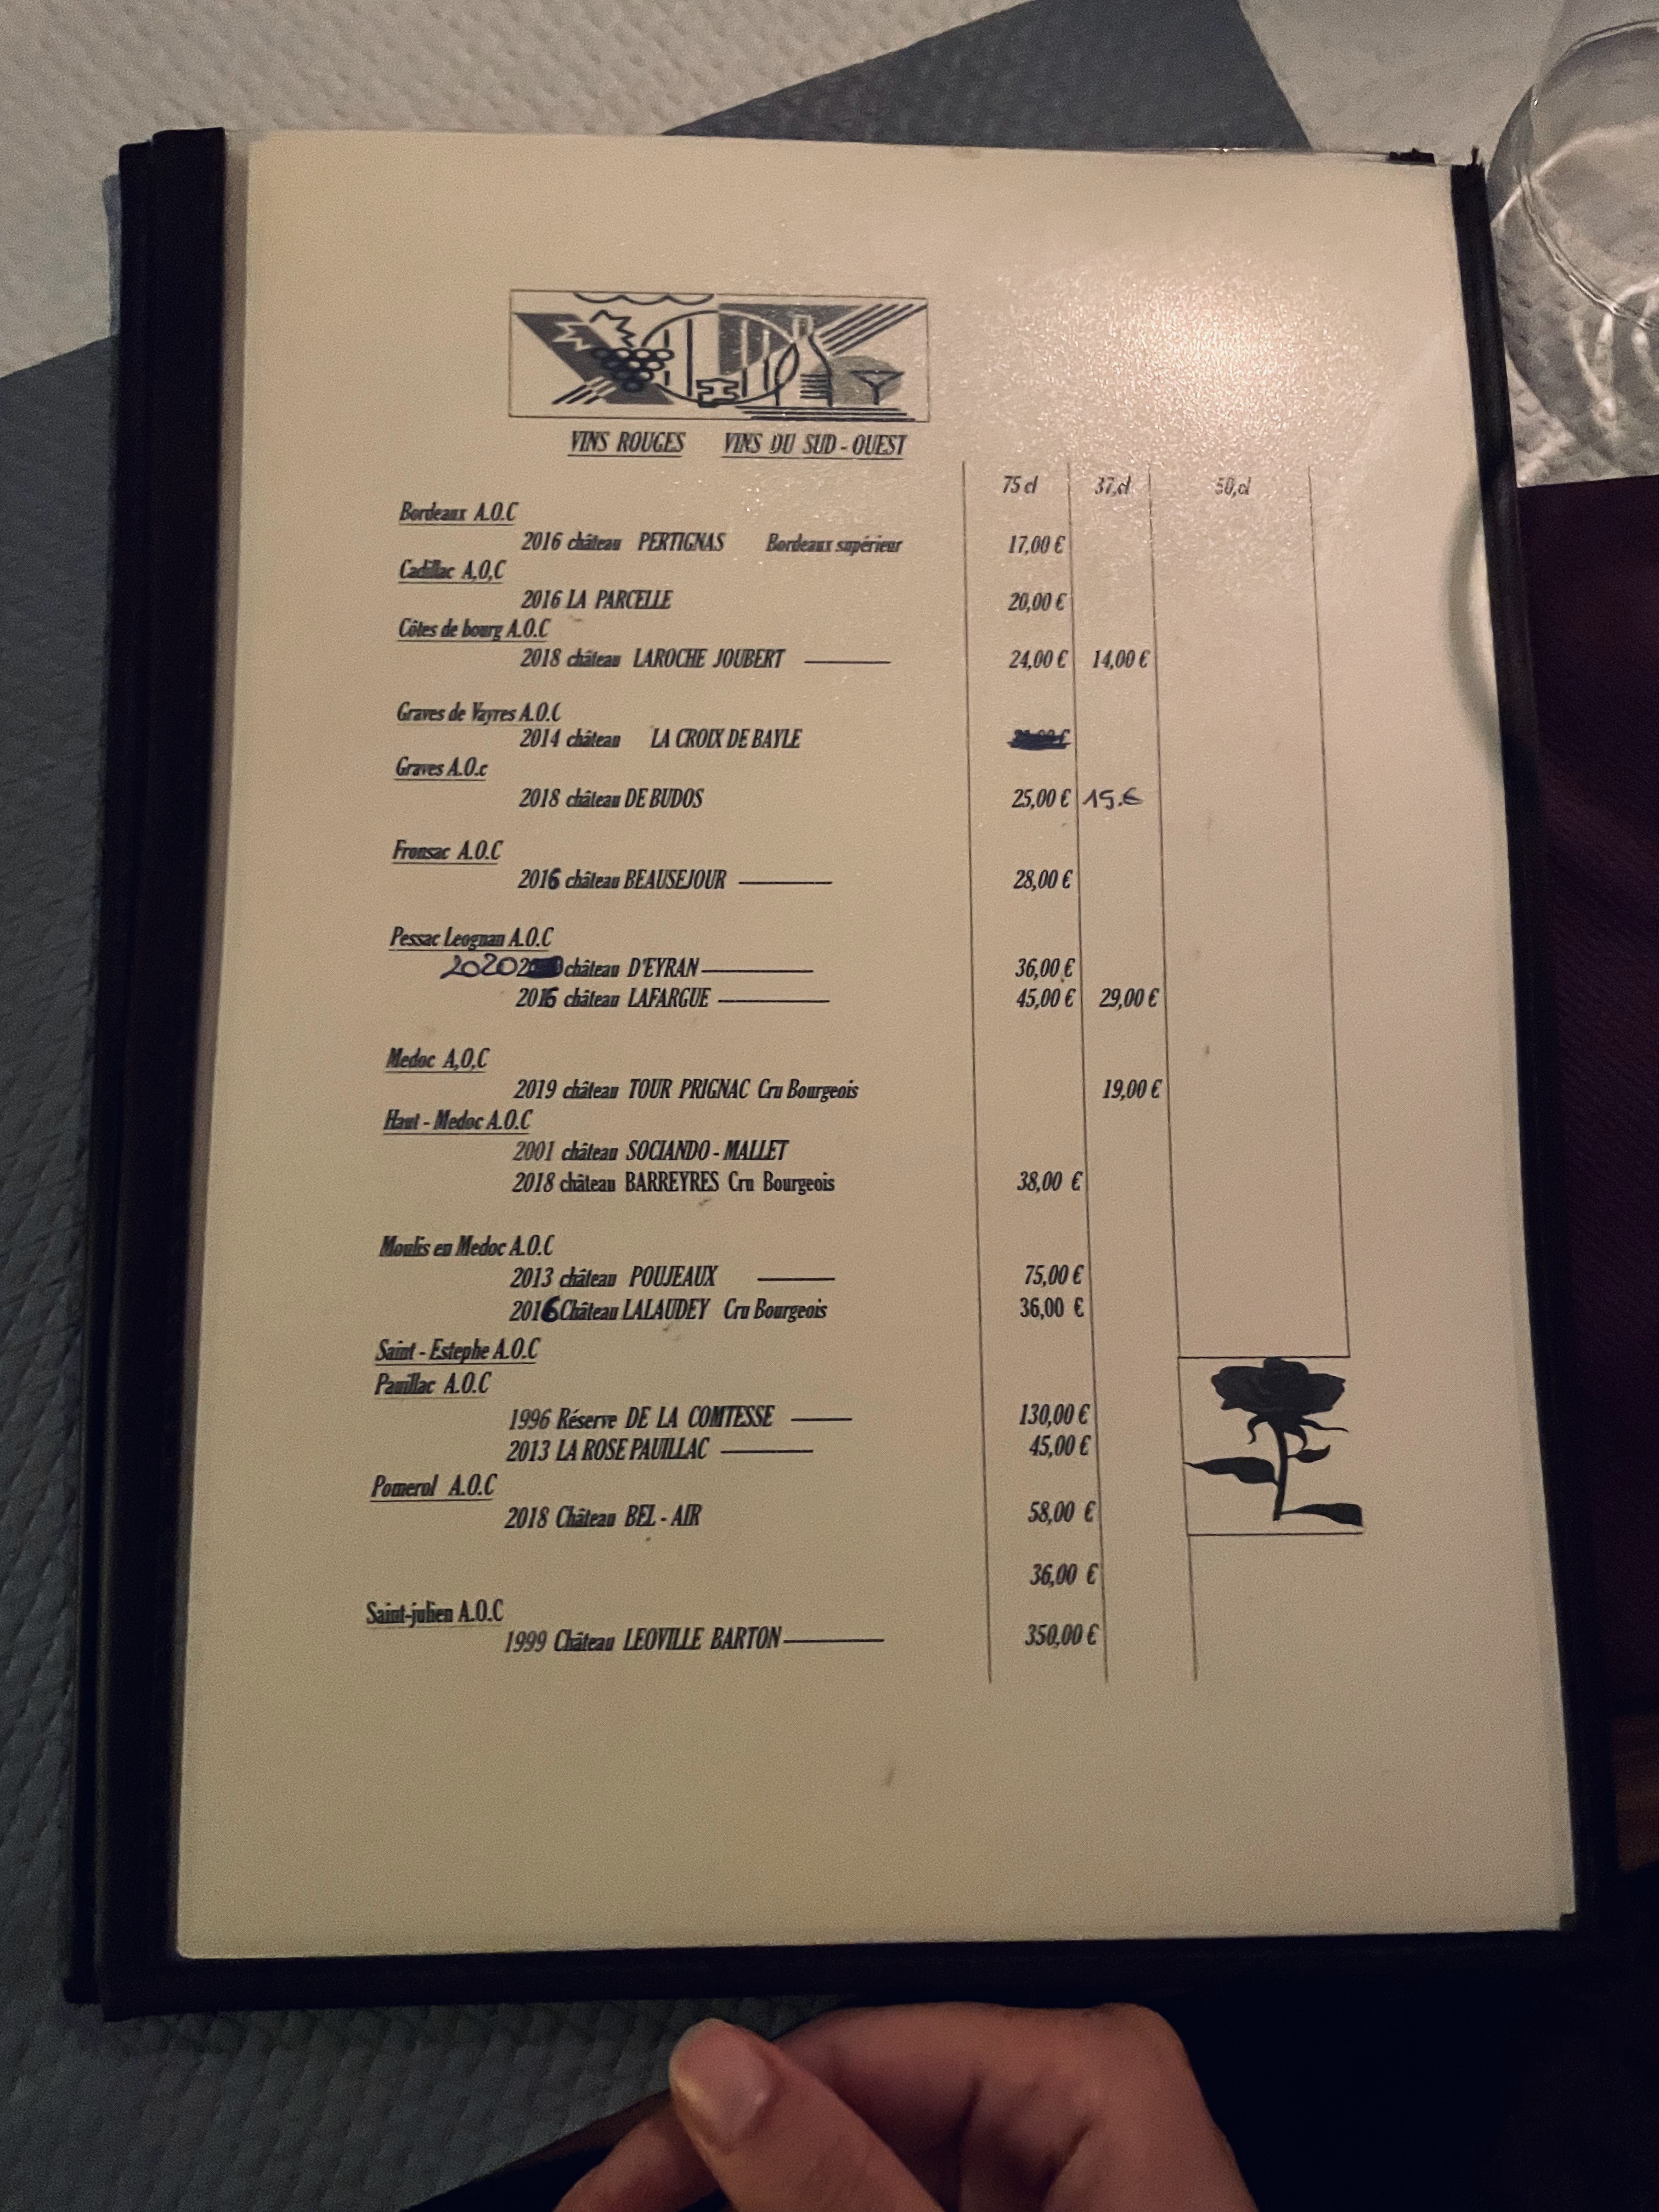 VINS ROUGES VINS DU SUD - OUEST
75 cl 37,cl 50,cl
Bordeaux A.O.C
2016 château PERTIGNAS Bordeaux supérieur 17,00 €
Cadillac A,O,C
2016 LA PARCELLE 20,00 €
Côtes de bourg A.O.C
2018 château LAROCHE JOUBERT 24,00 € 14,00 €
Graves de Vayres A.O.C
2014 château LA CROIX DE BAYLE
Graves A.O.c
2018 château DE BUDOS 25,00 € 15.€
Fronsac A.O.C
2016 château BEAUSEJOUR 28,00 €
Pessac Leognan A.O.C
2020 château D'EYRAN 36,00 €
2016 château LAFARGUE 45,00 € 29,00 €
Medoc A,O,C
2019 château TOUR PRIGNAC Cru Bourgeois 19,00 €
Haut - Medoc A.O.C
2001 château SOCIANDO - MALLET
2018 château BARREYRES Cru Bourgeois 38,00 €
Moulis en Medoc A.O.C
2013 château POUJEAUX 75,00 €
2016 Château LALAUDEY Cru Bourgeois 36,00 €
Saint - Estephe A.O.C
Pauillac A.O.C
1996 Réserve DE LA COMTESSE 130,00 €
2013 LA ROSE PAUILLAC 45,00 €
Pomerol A.O.C
2018 Château BEL - AIR 58,00 €
36,00 €
Saint-julien A.O.C
1999 Château LEOVILLE BARTON 350,00 €